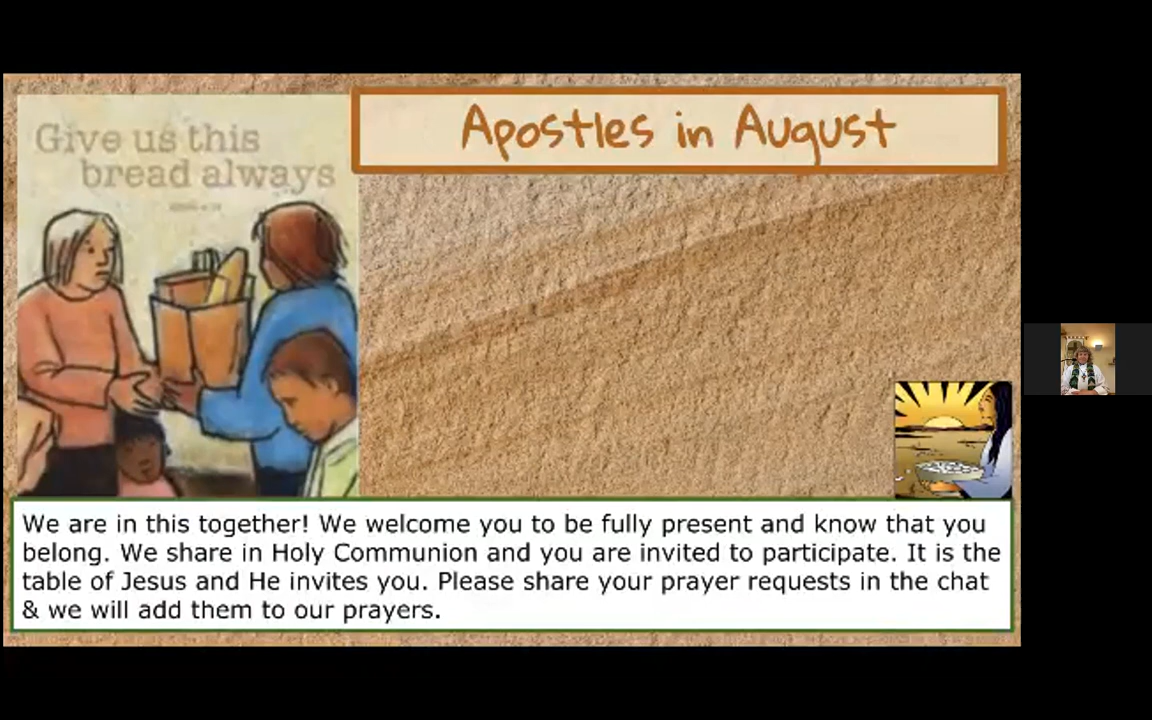 Give us this
bread always
Apostles in August
We are in this together! We welcome you to be fully present and know that you
belong. We share in Holy Communion and you are invited to participate. It is the
table of Jesus and He invites you. Please share your prayer requests in the chat
& we will add them to our prayers.